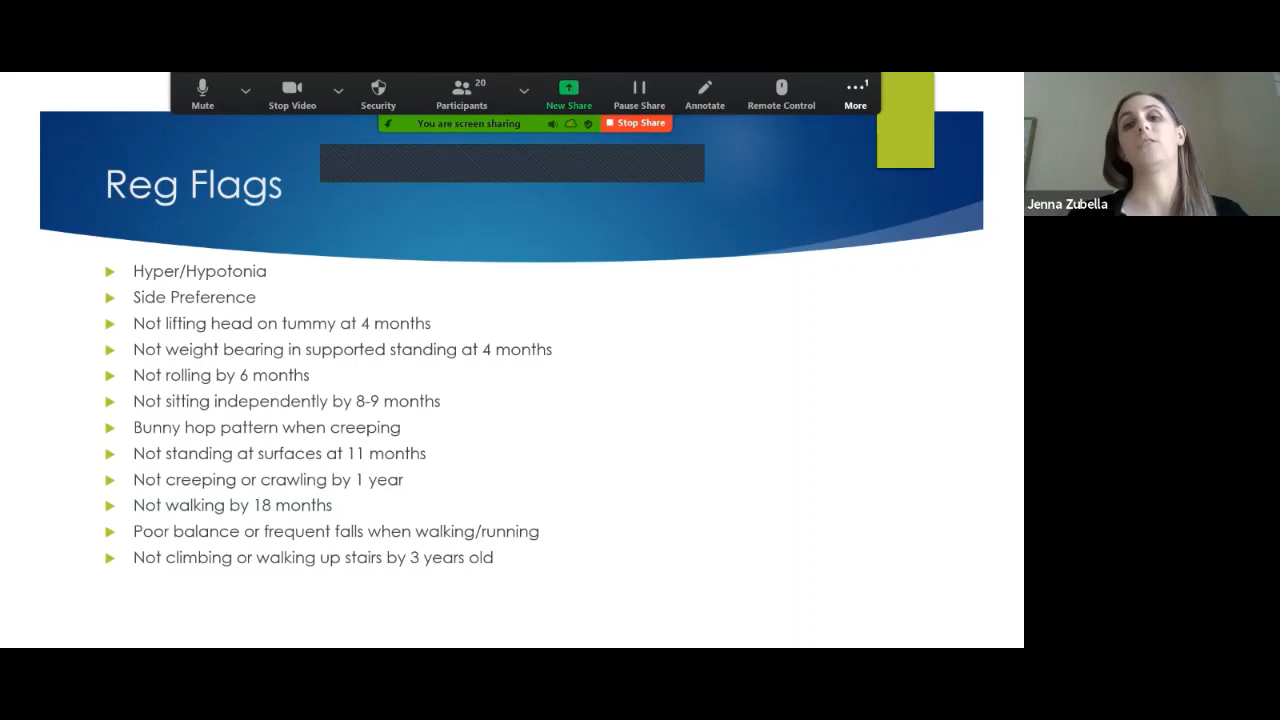 20
1
Mute
Stop Video
Security
Participants
New Share
Pause Share
Annotate
Remote Control
More
You are screen sharing
Stop Share
Reg Flags
Jenna Zubella
Hyper/Hypotonia
Side Preference
Not lifting head on tummy at 4 months
Not weight bearing in supported standing at 4 months
Not rolling by 6 months
Not sitting independently by 8-9 months
Bunny hop pattern when creeping
Not standing at surfaces at 11 months
Not creeping or crawling by 1 year
Not walking by 18 months
Poor balance or frequent falls when walking/running
Not climbing or walking up stairs by 3 years old